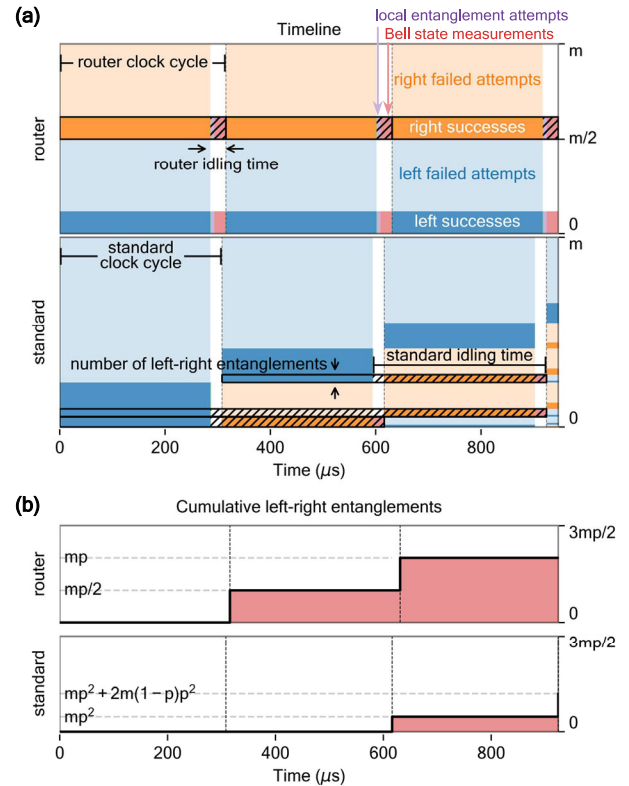 (a)
Timeline
local entanglement attempts
Bell state measurements
router clock cycle
right failed attempts
right successes
router idling time
left failed attempts
left successes
router
m
m/2
0
standard
clock cycle
number of left-right entanglements
standard idling time
standard
m
0
0 200 400 600 800
Time (μs)
(b)
Cumulative left-right entanglements
router
mp
mp/2
3mp/2
0
standard
mp² + 2m(1 − p)p²
mp²
3mp/2
0
0 200 400 600 800
Time (μs)